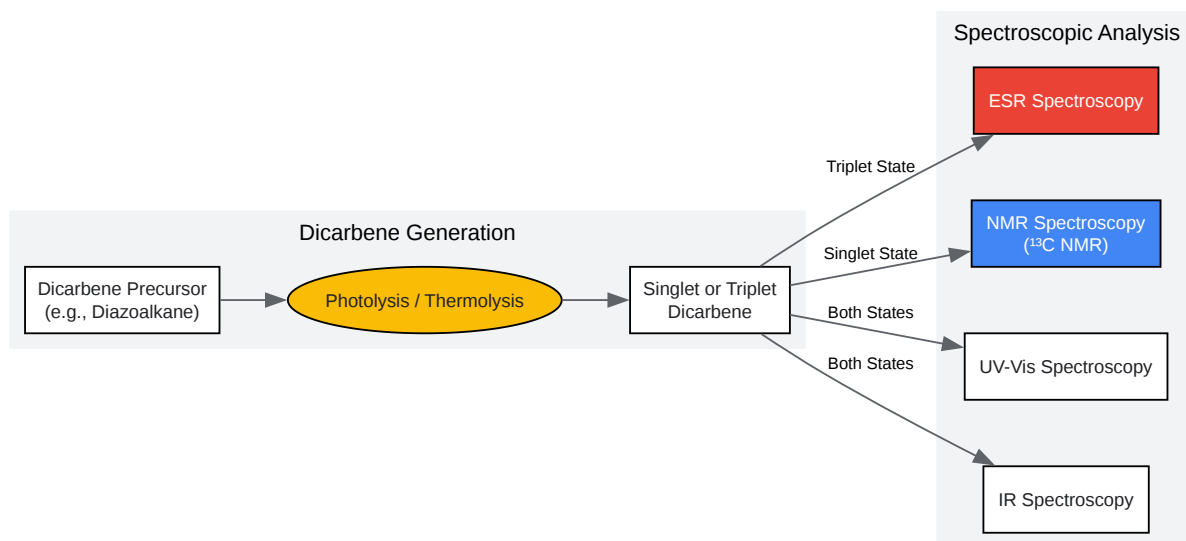 Spectroscopic Analysis
ESR Spectroscopy
Triplet State
NMR Spectroscopy
(¹³C NMR)
Dicarbene Generation
Singlet State
Dicarbene Precursor
(e.g., Diazoalkane)
Photolysis / Thermolysis
Singlet or Triplet
Dicarbene
Both States
UV-Vis Spectroscopy
Both States
IR Spectroscopy